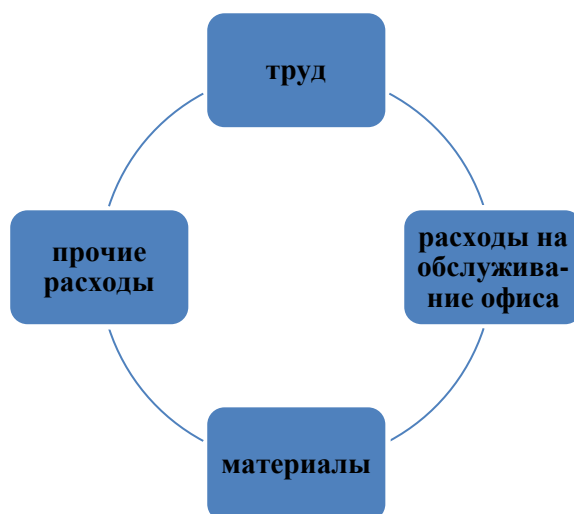 труд
прочие
расходы
расходы на
обслужива-
ние офиса
материалы